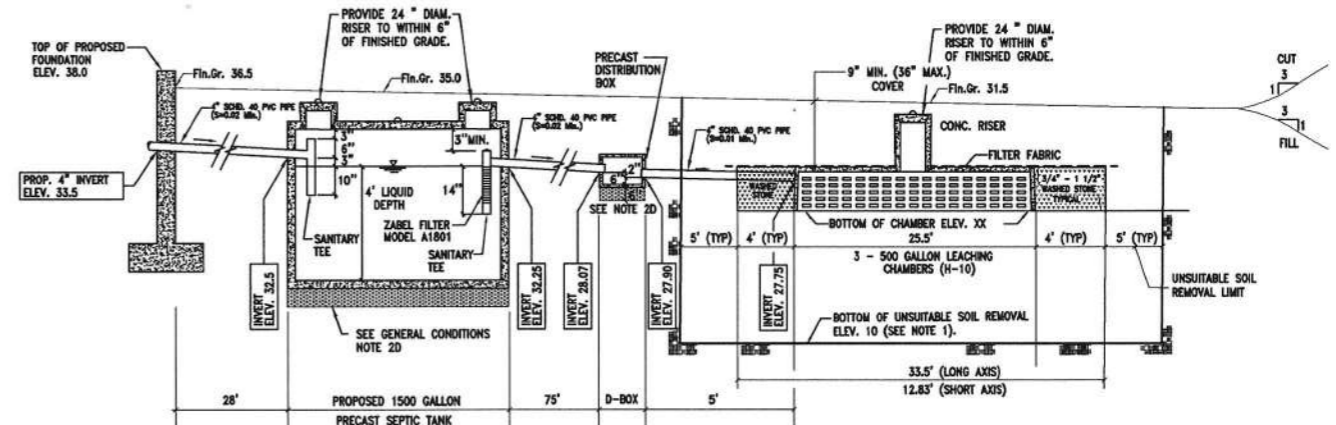 PROVIDE 24 " DIAM.
RISER TO WITHIN 6"
OF FINISHED GRADE.
TOP OF PROPOSED
FOUNDATION
ELEV. 38.0
Fin.Gr. 36.5
Fin.Gr. 35.0
PRECAST
DISTRIBUTION
BOX
PROVIDE 24 " DIAM.
RISER TO WITHIN 6"
OF FINISHED GRADE.
9" MIN. (36" MAX.)
COVER
Fin.Gr. 31.5
CUT
3
1
3
1
FILL
4" SCHD. 40 PVC PIPE
(S=0.02 Min.)
4" SCHD. 40 PVC PIPE
(S=0.02 Min.)
4" SCHD. 40 PVC PIPE
(S=0.01 Min.)
CONC. RISER
FILTER FABRIC
3"
6"
3"
10"
3"MIN.
14"
4' LIQUID
DEPTH
2"
6"
6"
PROP. 4" INVERT
ELEV. 33.5
ZABEL FILTER
MODEL A1801
SANITARY
TEE
SANITARY
TEE
SEE NOTE 2D
WASHED
STONE
3/4" - 1 1/2"
WASHED STONE
TYPICAL
BOTTOM OF CHAMBER ELEV. XX
5' (TYP)
4' (TYP)
25.5'
4' (TYP)
5' (TYP)
3 - 500 GALLON LEACHING
CHAMBERS (H-10)
UNSUITABLE SOIL
REMOVAL LIMIT
INVERT
ELEV. 32.5
INVERT
ELEV. 32.25
INVERT
ELEV. 28.07
INVERT
ELEV. 27.90
INVERT
ELEV. 27.75
SEE GENERAL CONDITIONS
NOTE 2D
BOTTOM OF UNSUITABLE SOIL REMOVAL
ELEV. 10 (SEE NOTE 1).
33.5' (LONG AXIS)
12.83' (SHORT AXIS)
28'
PROPOSED 1500 GALLON
PRECAST SEPTIC TANK
75'
D-BOX
5'